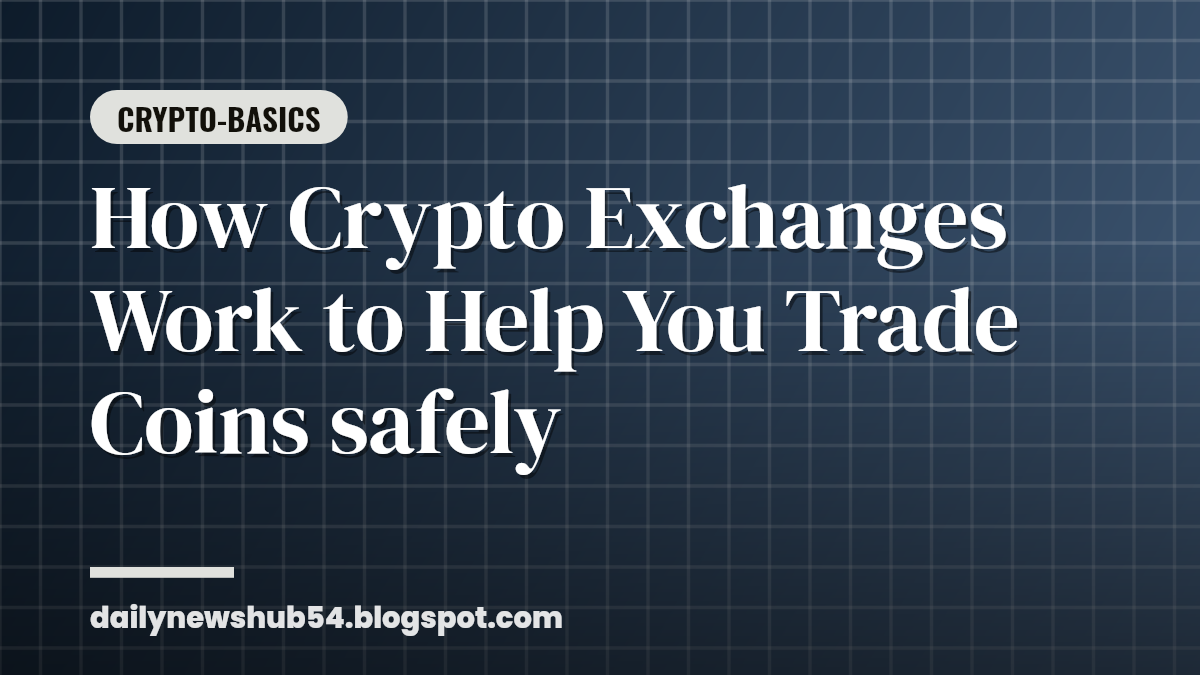 CRYPTO-BASICS
How Crypto Exchanges
Work to Help You Trade
Coins safely
dailynewshub54.blogspot.com